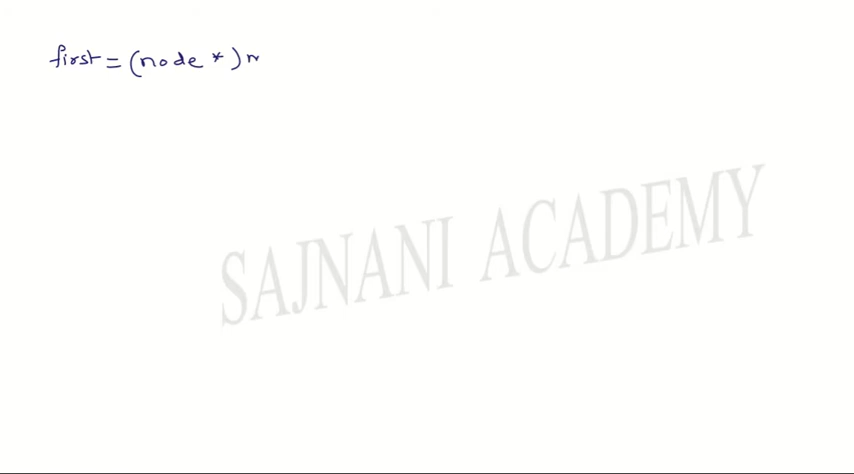 first = (node *) m
SAJNANI ACADEMY